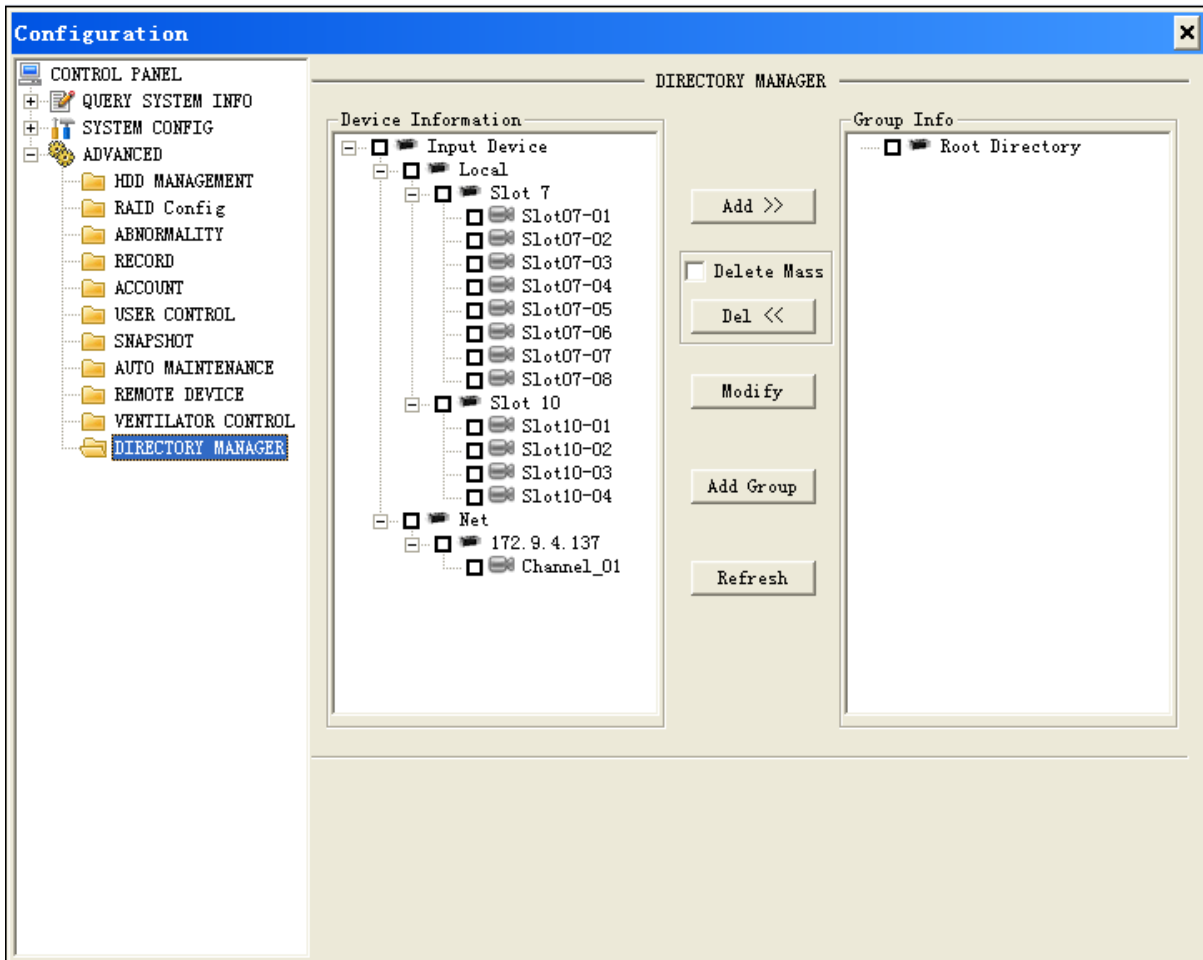 Configuration
CONTROL PANEL
QUERY SYSTEM INFO
SYSTEM CONFIG
ADVANCED
HDD MANAGEMENT
RAID Config
ABNORMALITY
RECORD
ACCOUNT
USER CONTROL
SNAPSHOT
AUTO MAINTENANCE
REMOTE DEVICE
VENTILATOR CONTROL
DIRECTORY MANAGER
DIRECTORY MANAGER
Device Information
Input Device
Local
Slot 7
Slot07-01
Slot07-02
Slot07-03
Slot07-04
Slot07-05
Slot07-06
Slot07-07
Slot07-08
Slot 10
Slot10-01
Slot10-02
Slot10-03
Slot10-04
Net
172.9.4.137
Channel_01
Add >>
Delete Mass
Del <<
Modify
Add Group
Refresh
Group Info
Root Directory